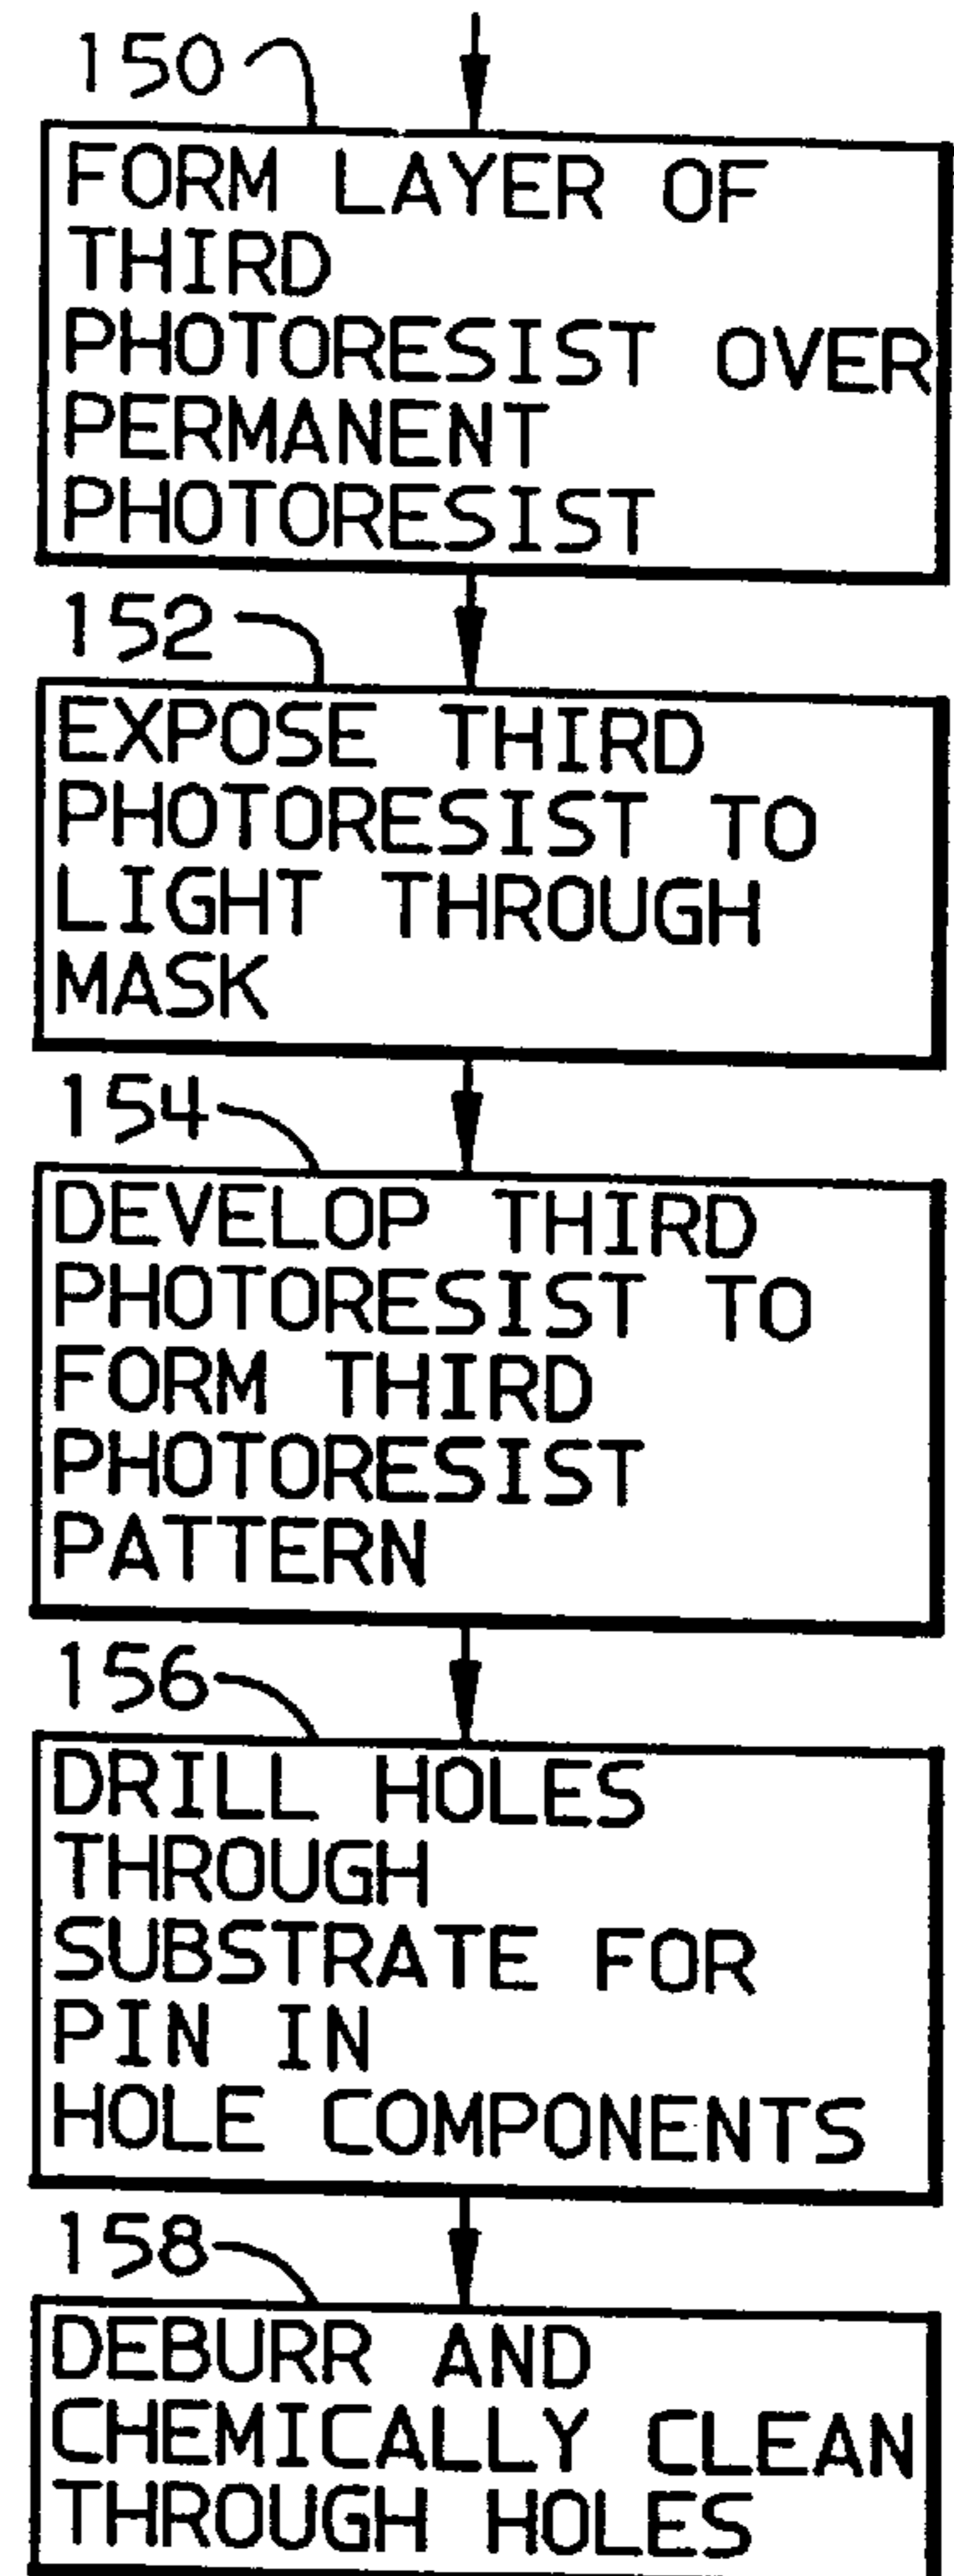 150
FORM LAYER OF
THIRD
PHOTORESIST OVER
PERMANENT
PHOTORESIST
152
EXPOSE THIRD
PHOTORESIST TO
LIGHT THROUGH
MASK
154
DEVELOP THIRD
PHOTORESIST TO
FORM THIRD
PHOTORESIST
PATTERN
156
DRILL HOLES
THROUGH
SUBSTRATE FOR
PIN IN
HOLE COMPONENTS
158
DEBURR AND
CHEMICALLY CLEAN
THROUGH HOLES